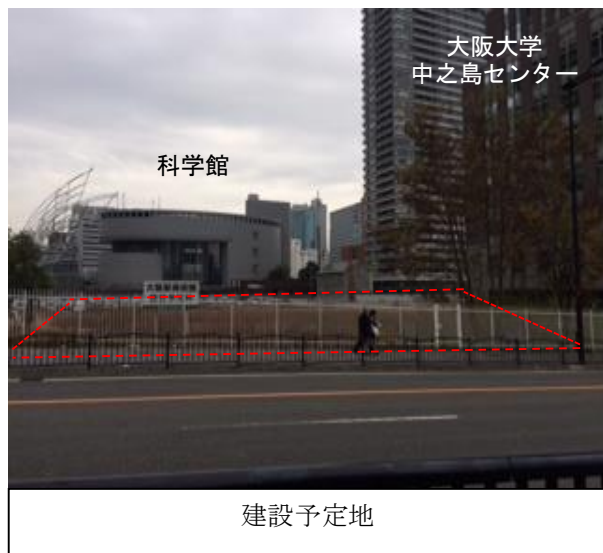 大阪大学
中之島センター
科学館
建設予定地